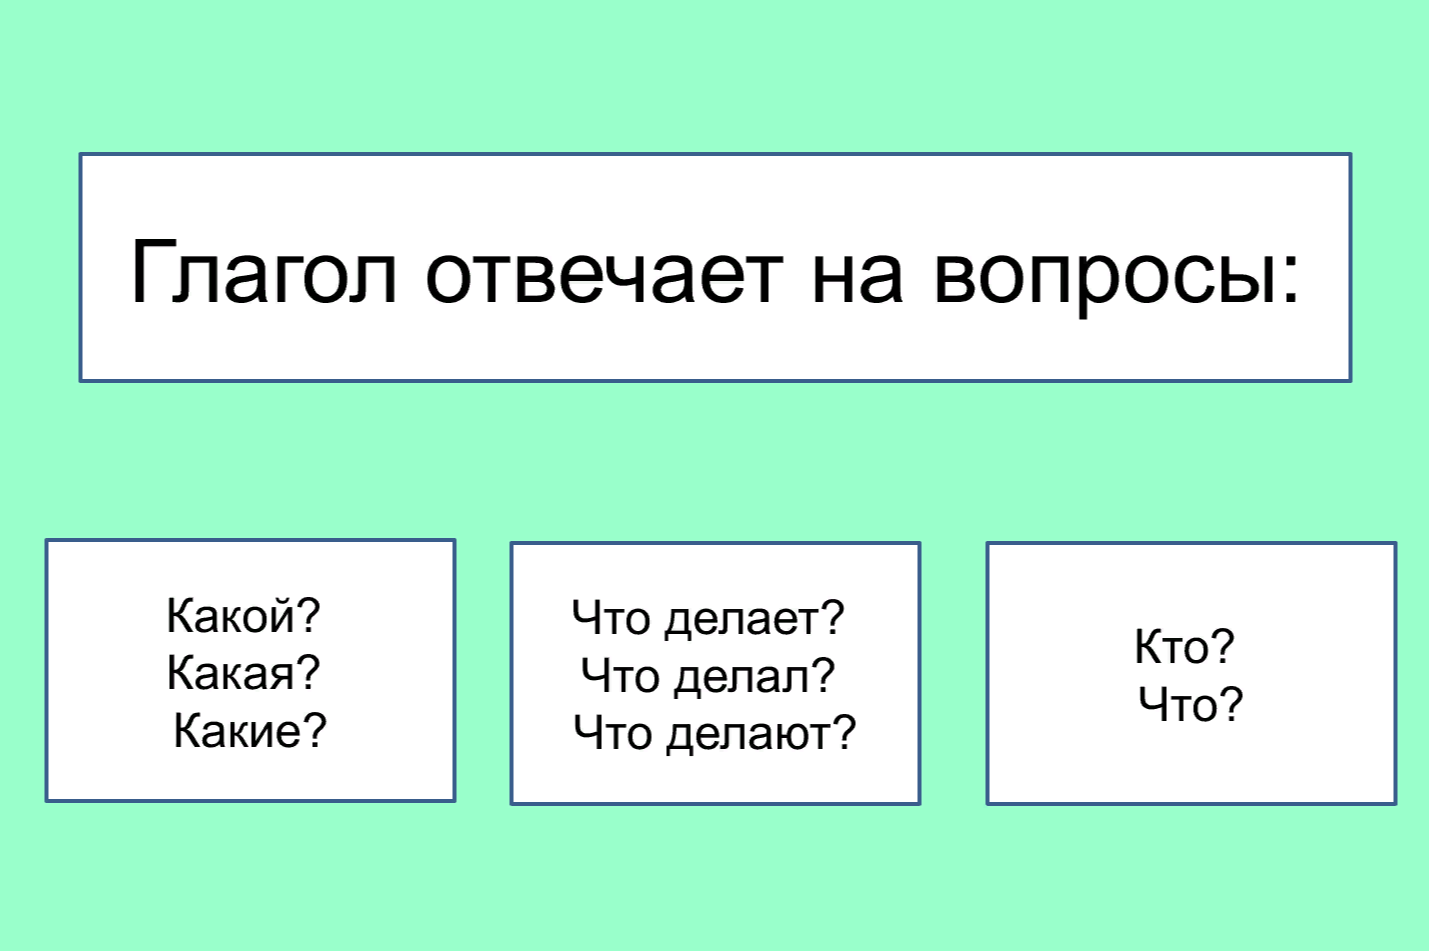 Глагол отвечает на вопросы:
Какой?
Какая?
Какие?
Что делает?
Что делал?
Что делают?
Кто?
Что?